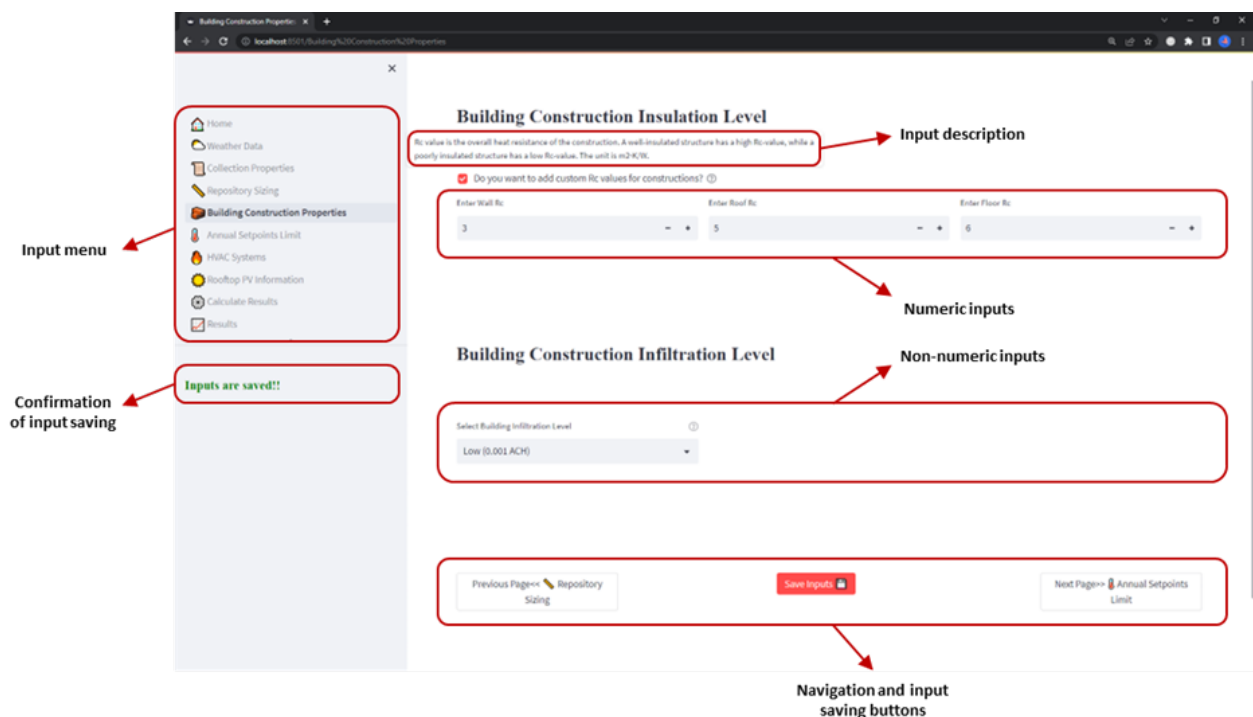 Building Construction Properties
localhost:8501/Building%20Construction%20Properties
Home
Weather Data
Collection Properties
Repository Sizing
Building Construction Properties
Annual Setpoints Limit
HVAC Systems
Rooftop PV Information
Calculate Results
Results
Inputs are saved!!
Building Construction Insulation Level
Rc value is the overall heat resistance of the construction. A well-insulated structure has a high Rc-value, while a
poorly insulated structure has a low Rc-value. The unit is m2·K/W.
Do you want to add custom Rc values for constructions?
Enter Wall Rc
Enter Roof Rc
Enter Floor Rc
3 - +
5 - +
6 - +
Building Construction Infiltration Level
Select Building Infiltration Level
Low (0.001 ACH)
Previous Page<< Repository
Sizing
Save Inputs
Next Page>> Annual Setpoints
Limit
Input menu
Confirmation
of input saving
Input description
Numeric inputs
Non-numeric inputs
Navigation and input
saving buttons